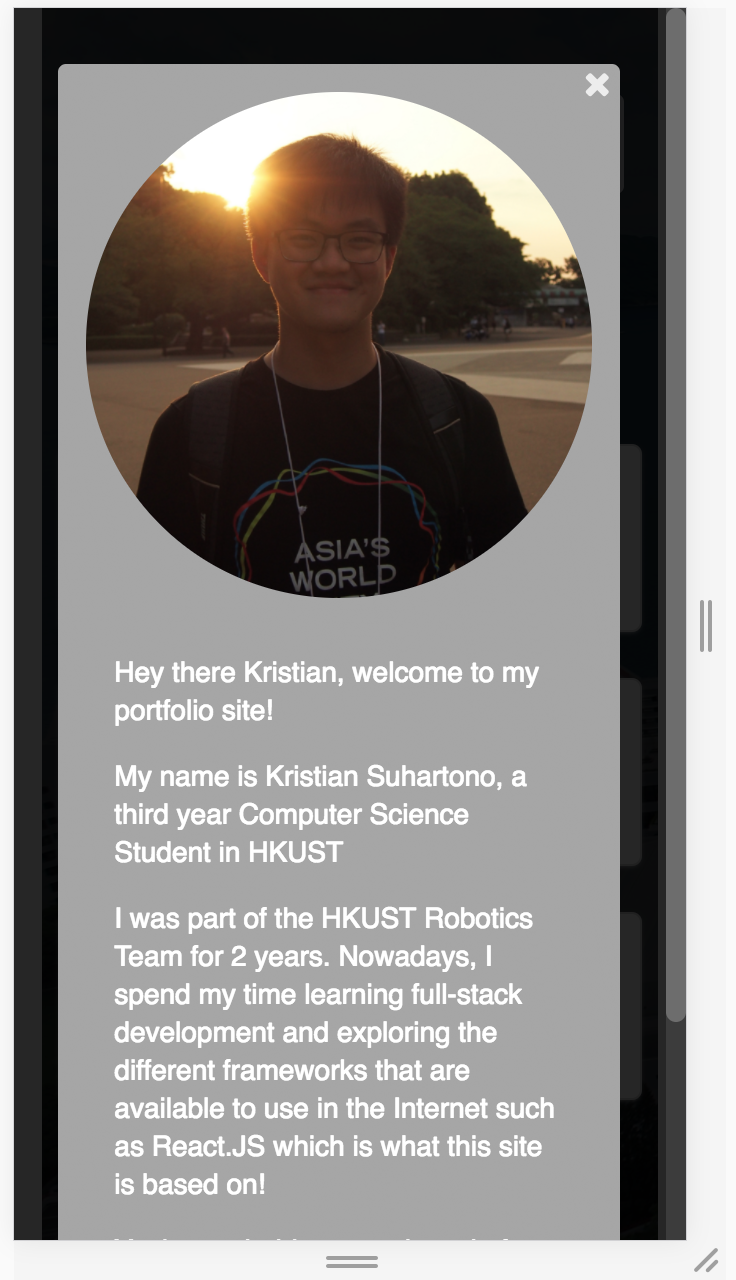 ASIA'S
WORLD
Hey there Kristian, welcome to my
portfolio site!
My name is Kristian Suhartono, a
third year Computer Science
Student in HKUST
I was part of the HKUST Robotics
Team for 2 years. Nowadays, I
spend my time learning full-stack
development and exploring the
different frameworks that are
available to use in the Internet such
as React.JS which is what this site
is based on!